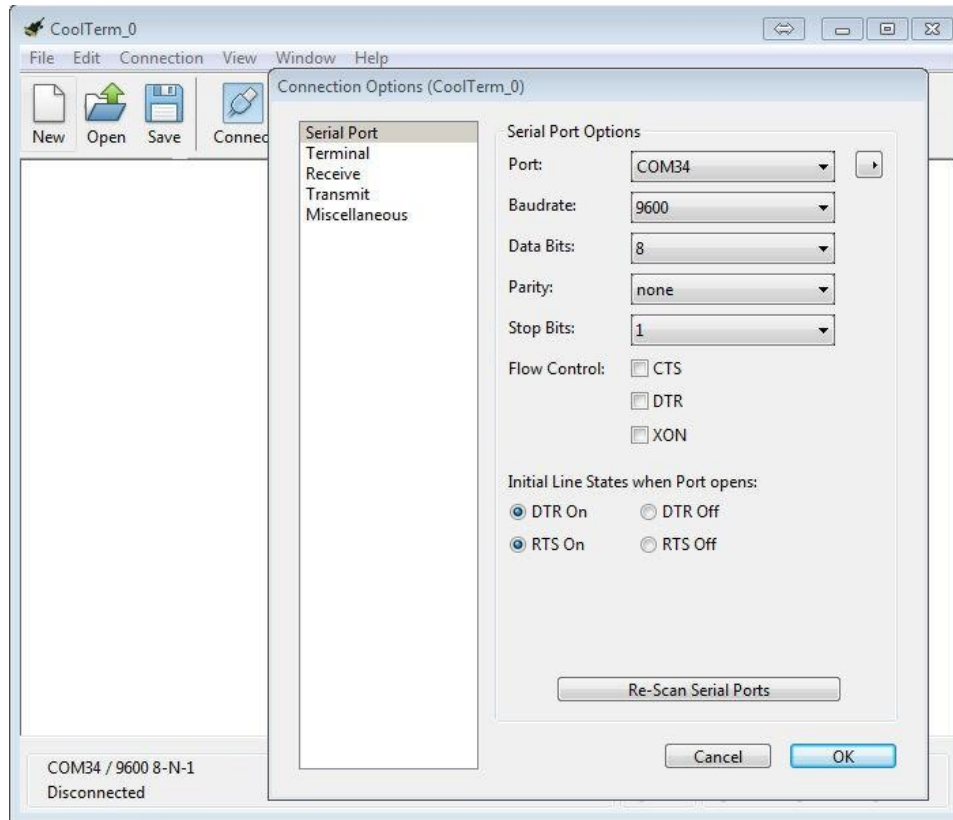 CoolTerm_0
File Edit Connection View Window Help
New Open Save Connec
Connection Options (CoolTerm_0)
Serial Port
Terminal
Receive
Transmit
Miscellaneous
Serial Port Options
Port: COM34
Baudrate: 9600
Data Bits: 8
Parity: none
Stop Bits: 1
Flow Control: CTS
DTR
XON
Initial Line States when Port opens:
DTR On DTR Off
RTS On RTS Off
Re-Scan Serial Ports
Cancel OK
COM34 / 9600 8-N-1
Disconnected